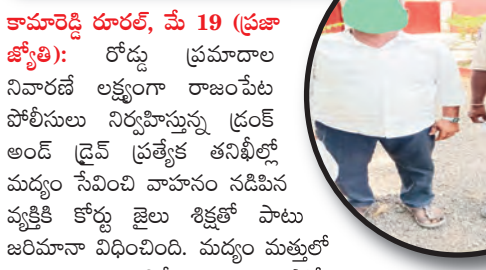 కామారెడ్డి రూరల్, మే 19 (ప్రజా
జ్యోతి): రోడ్డు ప్రమాదాల
నివారణే లక్ష్యంగా రాజంపేట
పోలీసులు నిర్వహిస్తున్న డ్రంక్
అండ్ డ్రైవ్ ప్రత్యేక తనిఖీల్లో
మద్యం సేవించి వాహనం నడిపిన
వ్యక్తికి కోర్టు జైలు శిక్షతో పాటు
జరిమానా విధించింది. మద్యం మత్తులో